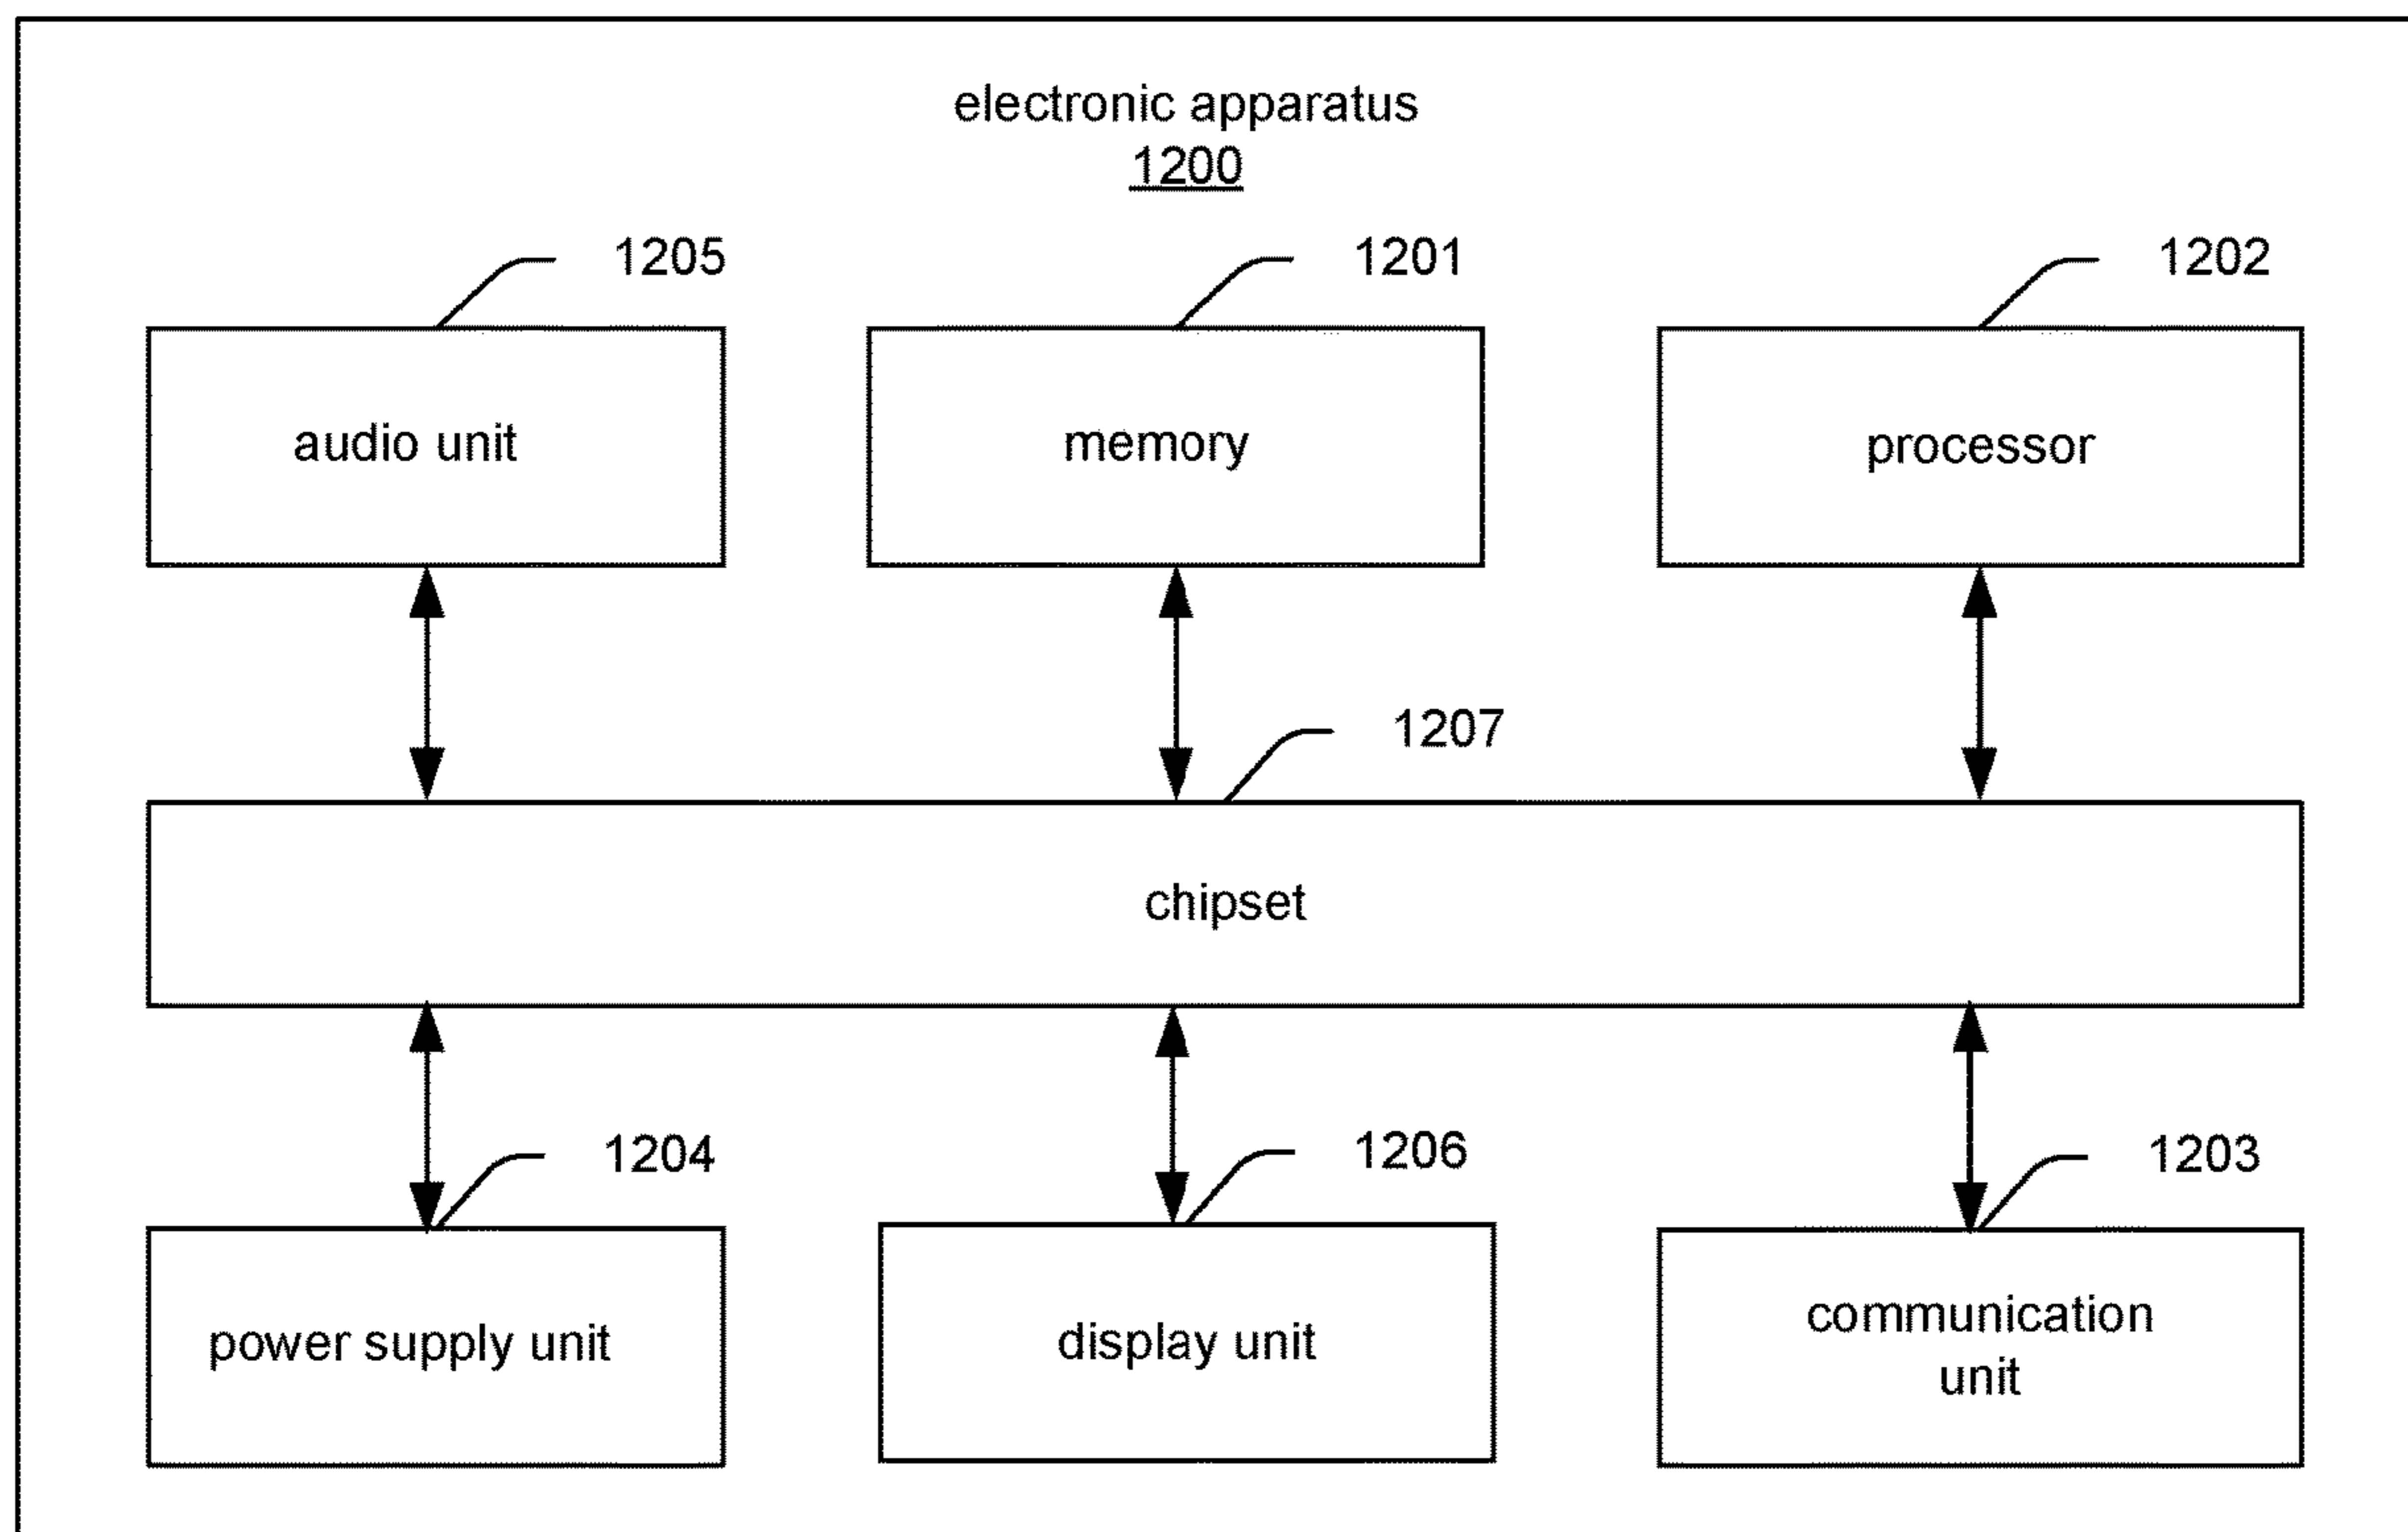 electronic apparatus
1200
1205
1201
1202
audio unit
memory
processor
1207
chipset
1204
1206
1203
power supply unit
display unit
communication
unit